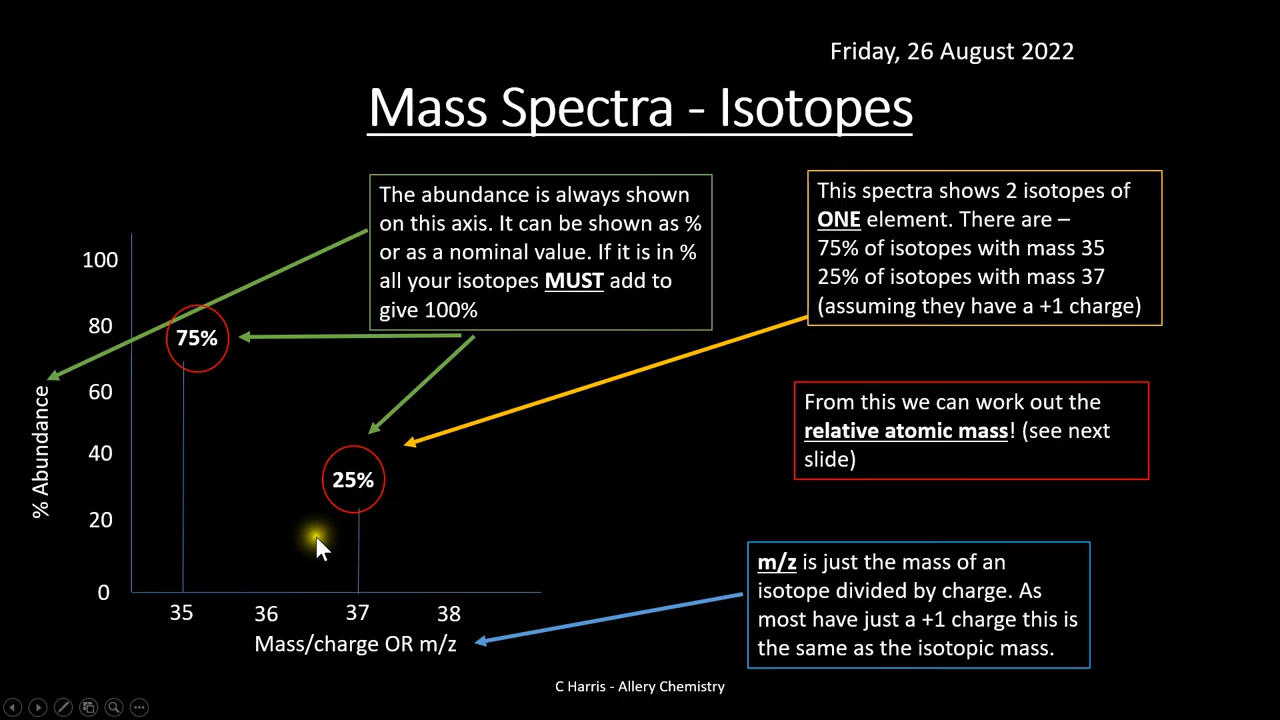 Friday, 26 August 2022
Mass Spectra - Isotopes
The abundance is always shown
on this axis. It can be shown as %
or as a nominal value. If it is in %
all your isotopes MUST add to
give 100%
This spectra shows 2 isotopes of
ONE element. There are –
75% of isotopes with mass 35
25% of isotopes with mass 37
(assuming they have a +1 charge)
From this we can work out the
relative atomic mass! (see next
slide)
m/z is just the mass of an
isotope divided by charge. As
most have just a +1 charge this is
the same as the isotopic mass.
% Abundance
100
80
60
40
20
0
75%
25%
35 36 37 38
Mass/charge OR m/z
C Harris - Allery Chemistry